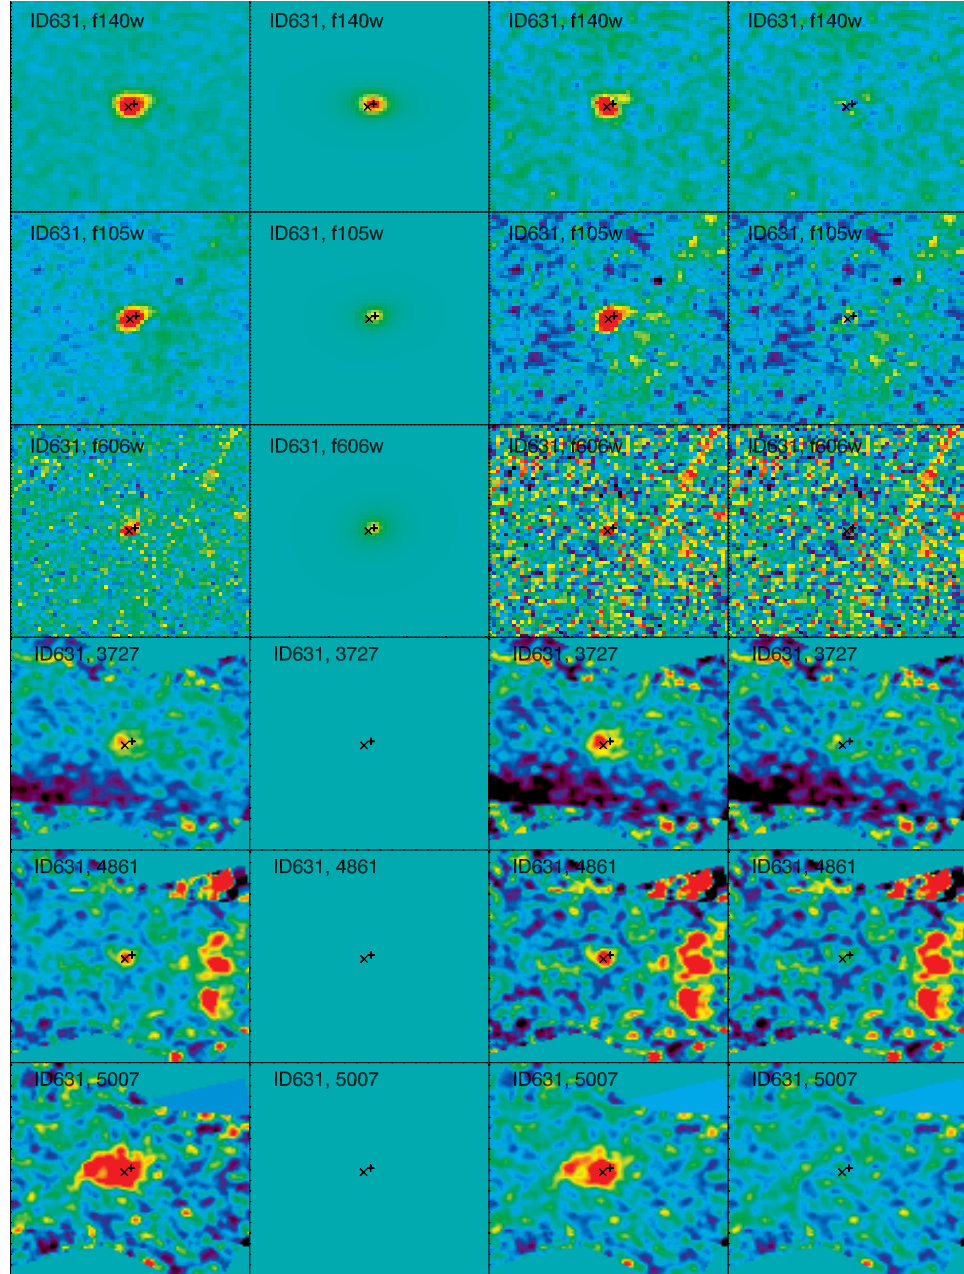 ID631, f140w ID631, f140w ID631, f140w ID631, f140w
ID631, f105w ID631, f105w ID631, f105w ID631, f105w
ID631, f606w ID631, f606w ID631, f606w ID631, f606w
ID631, 3727 ID631, 3727 ID631, 3727 ID631, 3727
ID631, 4861 ID631, 4861 ID631, 4861 ID631, 4861
ID631, 5007 ID631, 5007 ID631, 5007 ID631, 5007